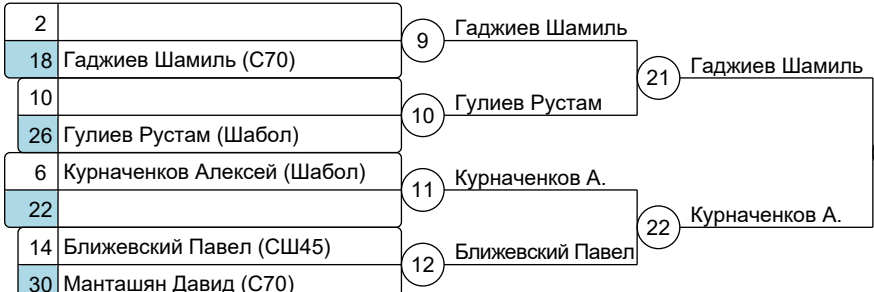 2
18 Гаджиев Шамиль (С70)
10
26 Гулиев Рустам (Шабол)
6 Курначенков Алексей (Шабол)
22
14 Ближевский Павел (СШ45)
30 Манташян Давид (С70)
9 Гаджиев Шамиль
10 Гулиев Рустам
11 Курначенков А.
12 Ближевский Павел
21 Гаджиев Шамиль
22 Курначенков А.